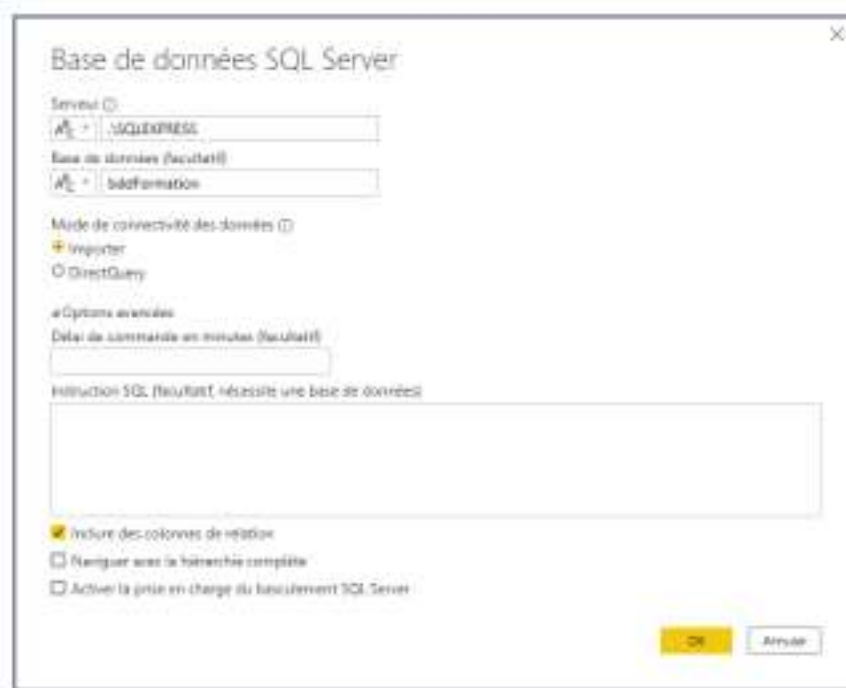 Base de données SQL Server
Serveur
.\SQLEXPRESS
Base de données (facultatif)
bddFormation
Mode de connectivité des données
Importer
DirectQuery
Options avancées
Délai de commande en minutes (facultatif)
Instruction SQL (facultatif, nécessite une base de données)
Inclure des colonnes de relation
Naviguer avec la hiérarchie complète
Activer la prise en charge du basculement SQL Server
OK
Annuler